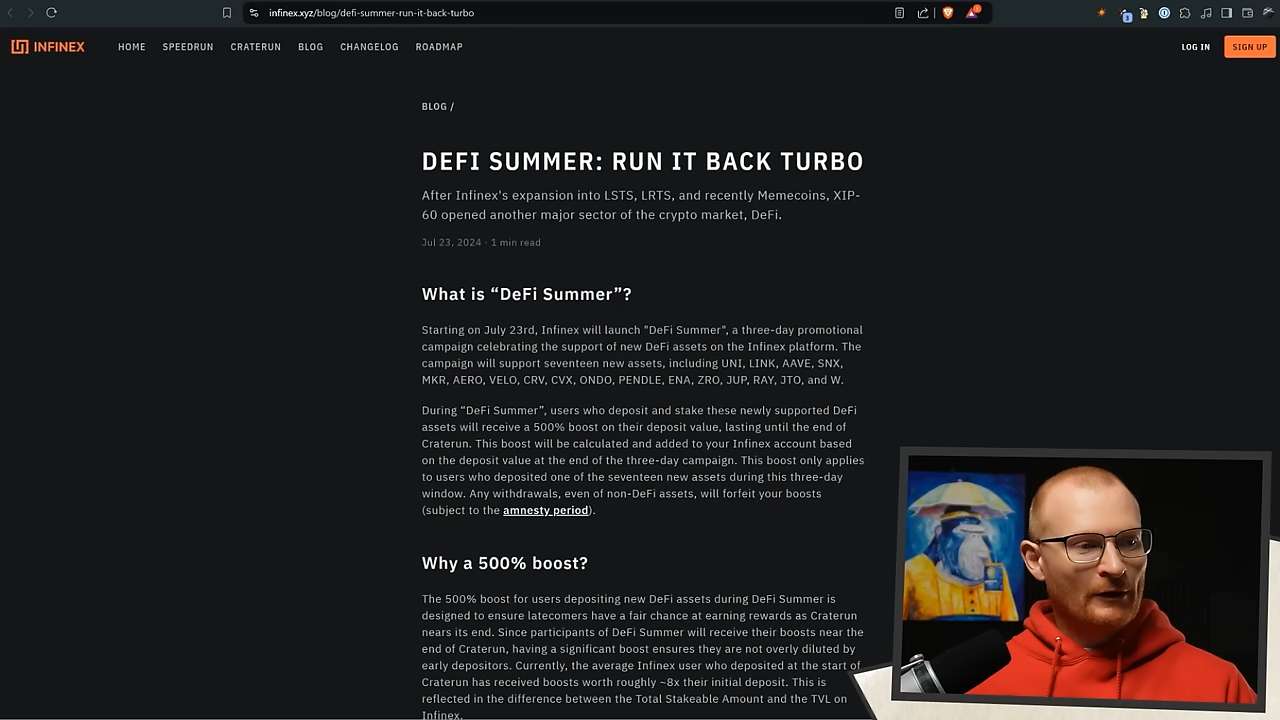 infinex.xyz/blog/defi-summer-run-it-back-turbo
INFINEX
HOME
SPEEDRUN
CRATERUN
BLOG
CHANGELOG
ROADMAP
LOG IN
SIGN UP
BLOG /
DEFI SUMMER: RUN IT BACK TURBO
After Infinex's expansion into LSTS, LRTS, and recently Memecoins, XIP-
60 opened another major sector of the crypto market, DeFi.
Jul 23, 2024 · 1 min read
What is “DeFi Summer”?
Starting on July 23rd, Infinex will launch "DeFi Summer", a three-day promotional
campaign celebrating the support of new DeFi assets on the Infinex platform. The
campaign will support seventeen new assets, including UNI, LINK, AAVE, SNX,
MKR, AERO, VELO, CRV, CVX, ONDO, PENDLE, ENA, ZRO, JUP, RAY, JTO, and W.
During “DeFi Summer”, users who deposit and stake these newly supported DeFi
assets will receive a 500% boost on their deposit value, lasting until the end of
Craterun. This boost will be calculated and added to your Infinex account based
on the deposit value at the end of the three-day campaign. This boost only applies
to users who deposited one of the seventeen new assets during this three-day
window. Any withdrawals, even of non-DeFi assets, will forfeit your boosts
(subject to the amnesty period).
Why a 500% boost?
The 500% boost for users depositing new DeFi assets during DeFi Summer is
designed to ensure latecomers have a fair chance at earning rewards as Craterun
nears its end. Since participants of DeFi Summer will receive their boosts near the
end of Craterun, having a significant boost ensures they are not overly diluted by
early depositors. Currently, the average Infinex user who deposited at the start of
Craterun has received boosts worth roughly ~8x their initial deposit. This is
reflected in the difference between the Total Stakeable Amount and the TVL on
Infinex.